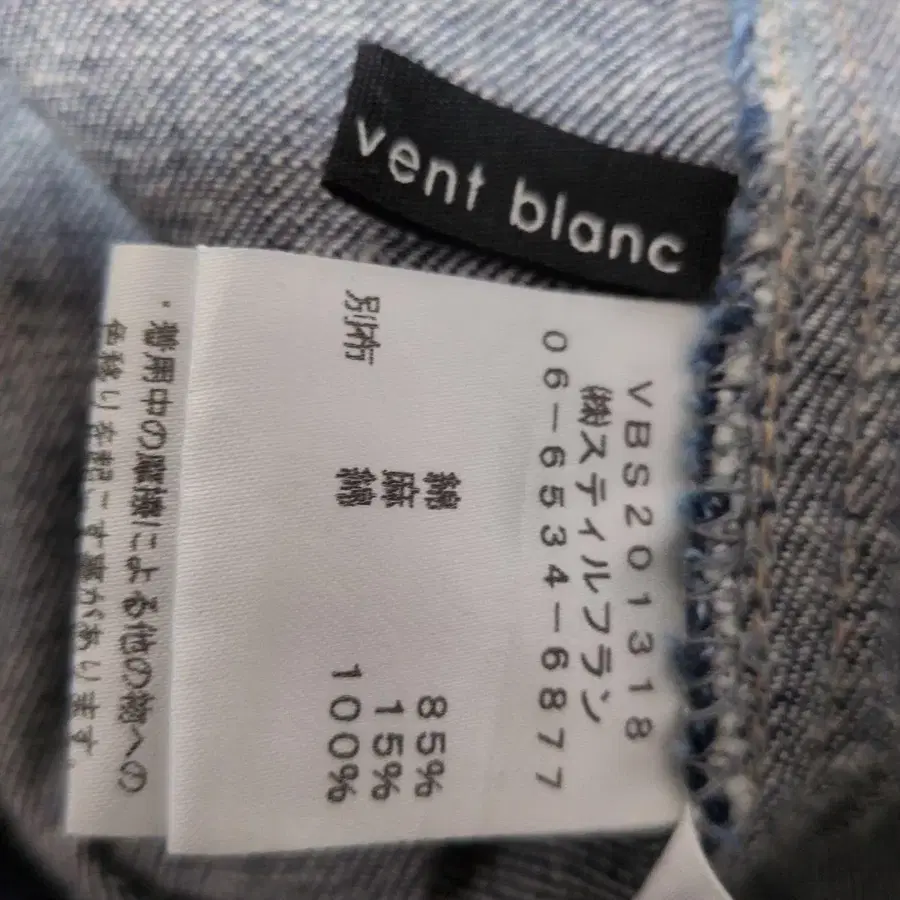 vent blanc
VBS201318
㈱スティルフラン
06-6534-6877
綿 85%
麻 15%
別布 綿 100%
・着用中の摩擦による他の物への
色移りを起こす事があります。